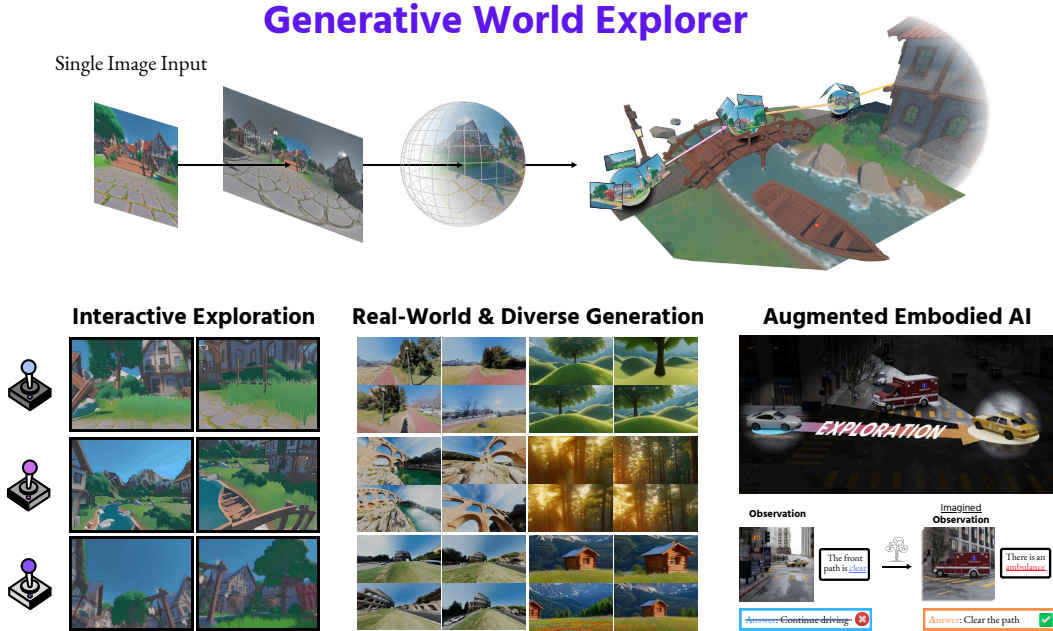 Generative World Explorer
Single Image Input
Interactive Exploration
Real-World & Diverse Generation
Augmented Embodied AI
EXPLORATION
Observation
The front
path is clear
Imagined
Observation
There is an
ambulance
Answer: Continue driving
Answer: Clear the path